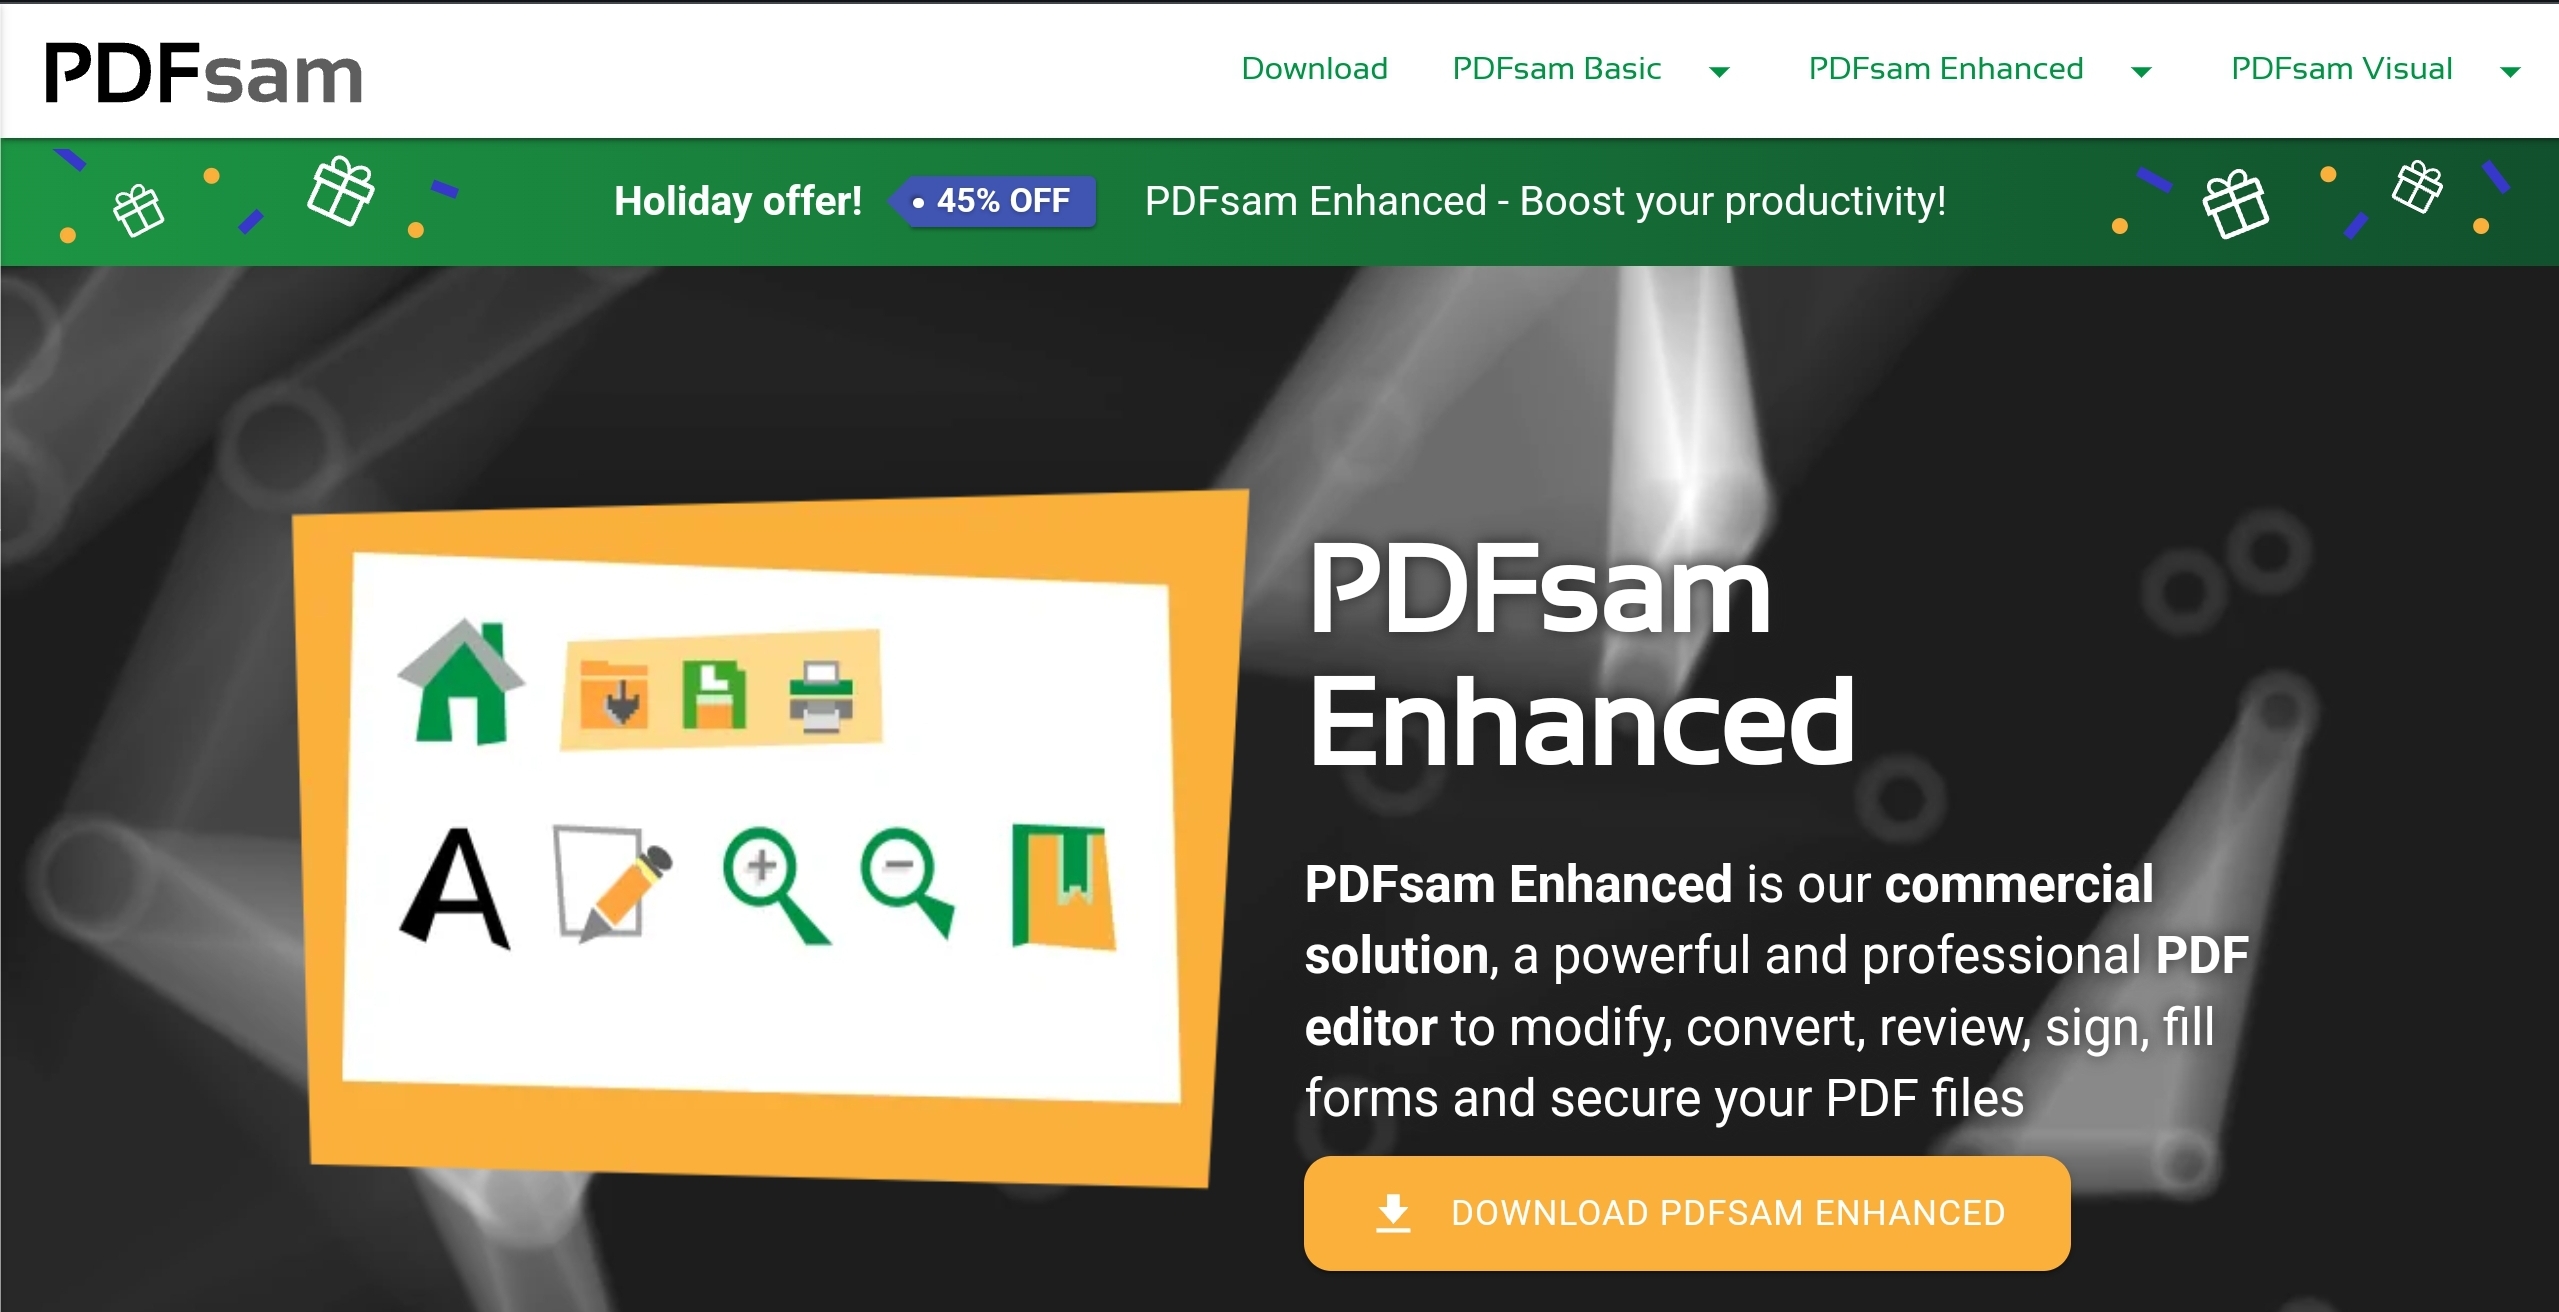 PDFsam
Download PDFsam Basic PDFsam Enhanced PDFsam Visual
Holiday offer! 45% OFF PDFsam Enhanced - Boost your productivity!
A
PDFsam
Enhanced
PDFsam Enhanced is our commercial
solution, a powerful and professional PDF
editor to modify, convert, review, sign, fill
forms and secure your PDF files
DOWNLOAD PDFSAM ENHANCED